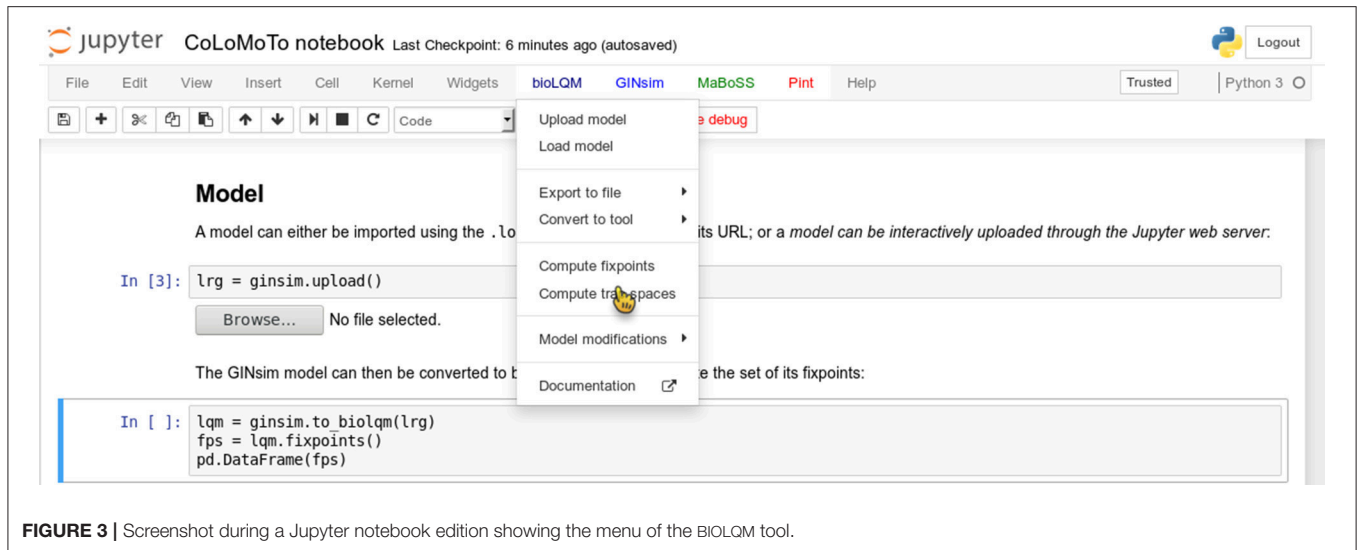 jupyter CoLoMoTo notebook Last Checkpoint: 6 minutes ago (autosaved) Logout
File Edit View Insert Cell Kernel Widgets bioLQM GINsim MaBoSS Pint Help Trusted Python 3
Code e debug
Upload model
Load model
Model
Export to file
Convert to tool
A model can either be imported using the .lo its URL; or a model can be interactively uploaded through the Jupyter web server:
Compute fixpoints
In [3]: lrg = ginsim.upload()
Compute spaces
Browse... No file selected.
Model modifications
The GINsim model can then be converted to e the set of its fixpoints:
Documentation
In [ ]: lqm = ginsim.to_biolqm(lrg)
fps = lqm.fixpoints()
pd.DataFrame(fps)
FIGURE 3 | Screenshot during a Jupyter notebook edition showing the menu of the BIOLQM tool.